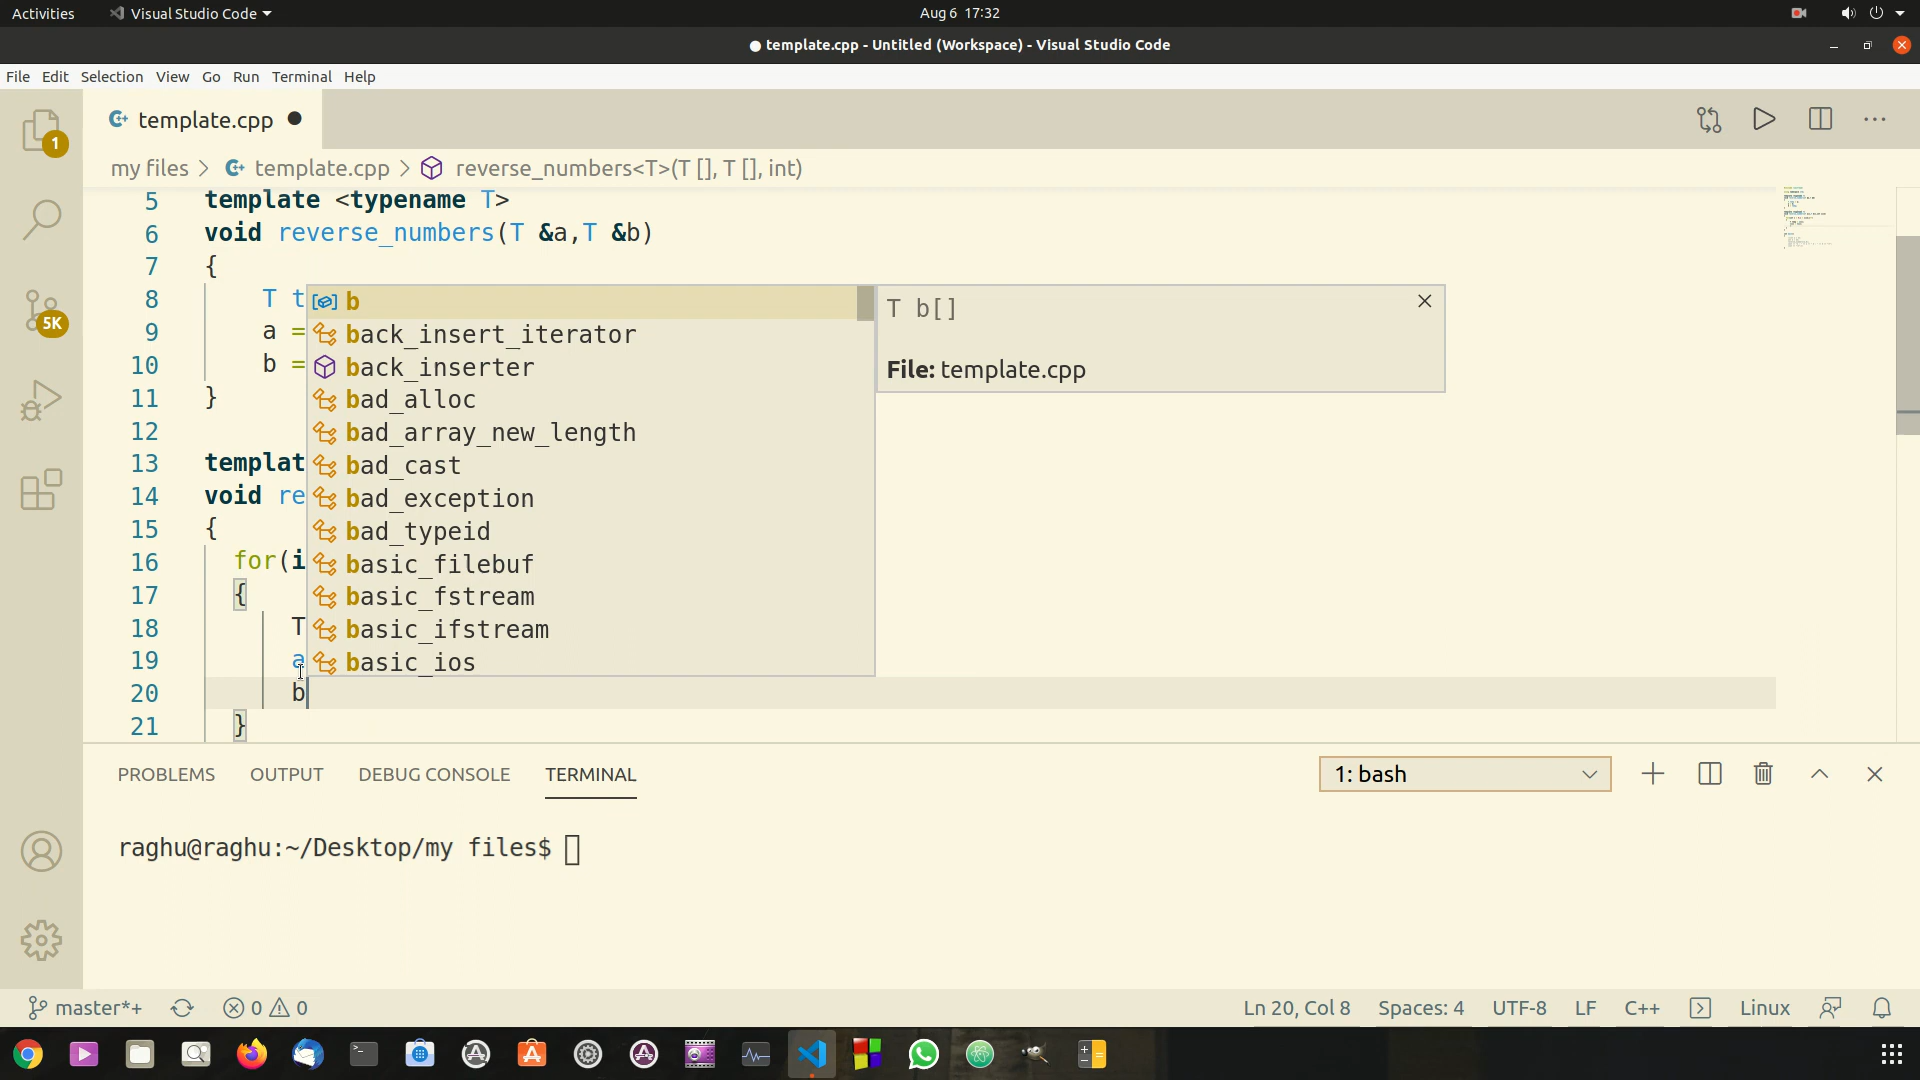 Activities
Visual Studio Code
Aug 6 17:32
● template.cpp - Untitled (Workspace) - Visual Studio Code
File Edit Selection View Go Run Terminal Help
template.cpp
1
my files > template.cpp > reverse_numbers<T>(T [], T [], int)
5 template <typename T>
6 void reverse_numbers(T &a,T &b)
7 {
8 T t
9 a =
10 b =
11 }
12
13 templat
14 void re
15 {
16 for(i
17 {
18 T
19 a
20 b
21 }
b
back_insert_iterator
back_inserter
bad_alloc
bad_array_new_length
bad_cast
bad_exception
bad_typeid
basic_filebuf
basic_fstream
basic_ifstream
basic_ios
T b[]
File: template.cpp
5K
PROBLEMS OUTPUT DEBUG CONSOLE TERMINAL
1: bash
raghu@raghu:~/Desktop/my files$
master*+ 0 0
Ln 20, Col 8 Spaces: 4 UTF-8 LF C++ Linux